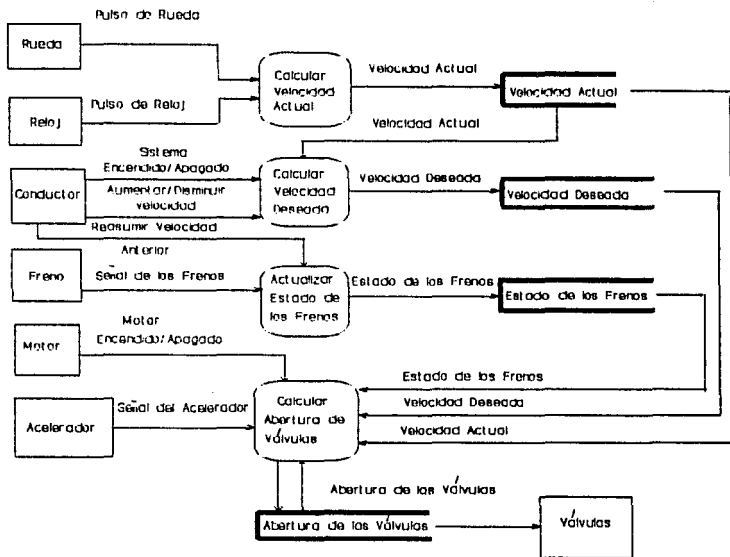 Pulso de Rueda
Rueda
Calcular
Velocidad
Actual
Velocidad Actual
Velocidad Actual
Reloj
Pulso de Reloj
Velocidad Actual
Sistema
Encendido/Apagado
Conductor
Aumentar/Disminuir
Velocidad
Calcular
Velocidad
Deseada
Velocidad Deseada
Velocidad Deseada
Reasumir Velocidad
Anterior
Freno
Señal de los Frenos
Actualizar
Estado de
los Frenos
Estado de los Frenos
Estado de los Frenos
Motor
Motor
Encendido/Apagado
Estado de los Frenos
Velocidad Deseada
Velocidad Actual
Acelerador
Señal del Acelerador
Calcular
Abertura de
Válvulas
Abertura de las Válvulas
Abertura de las Válvulas
Válvulas